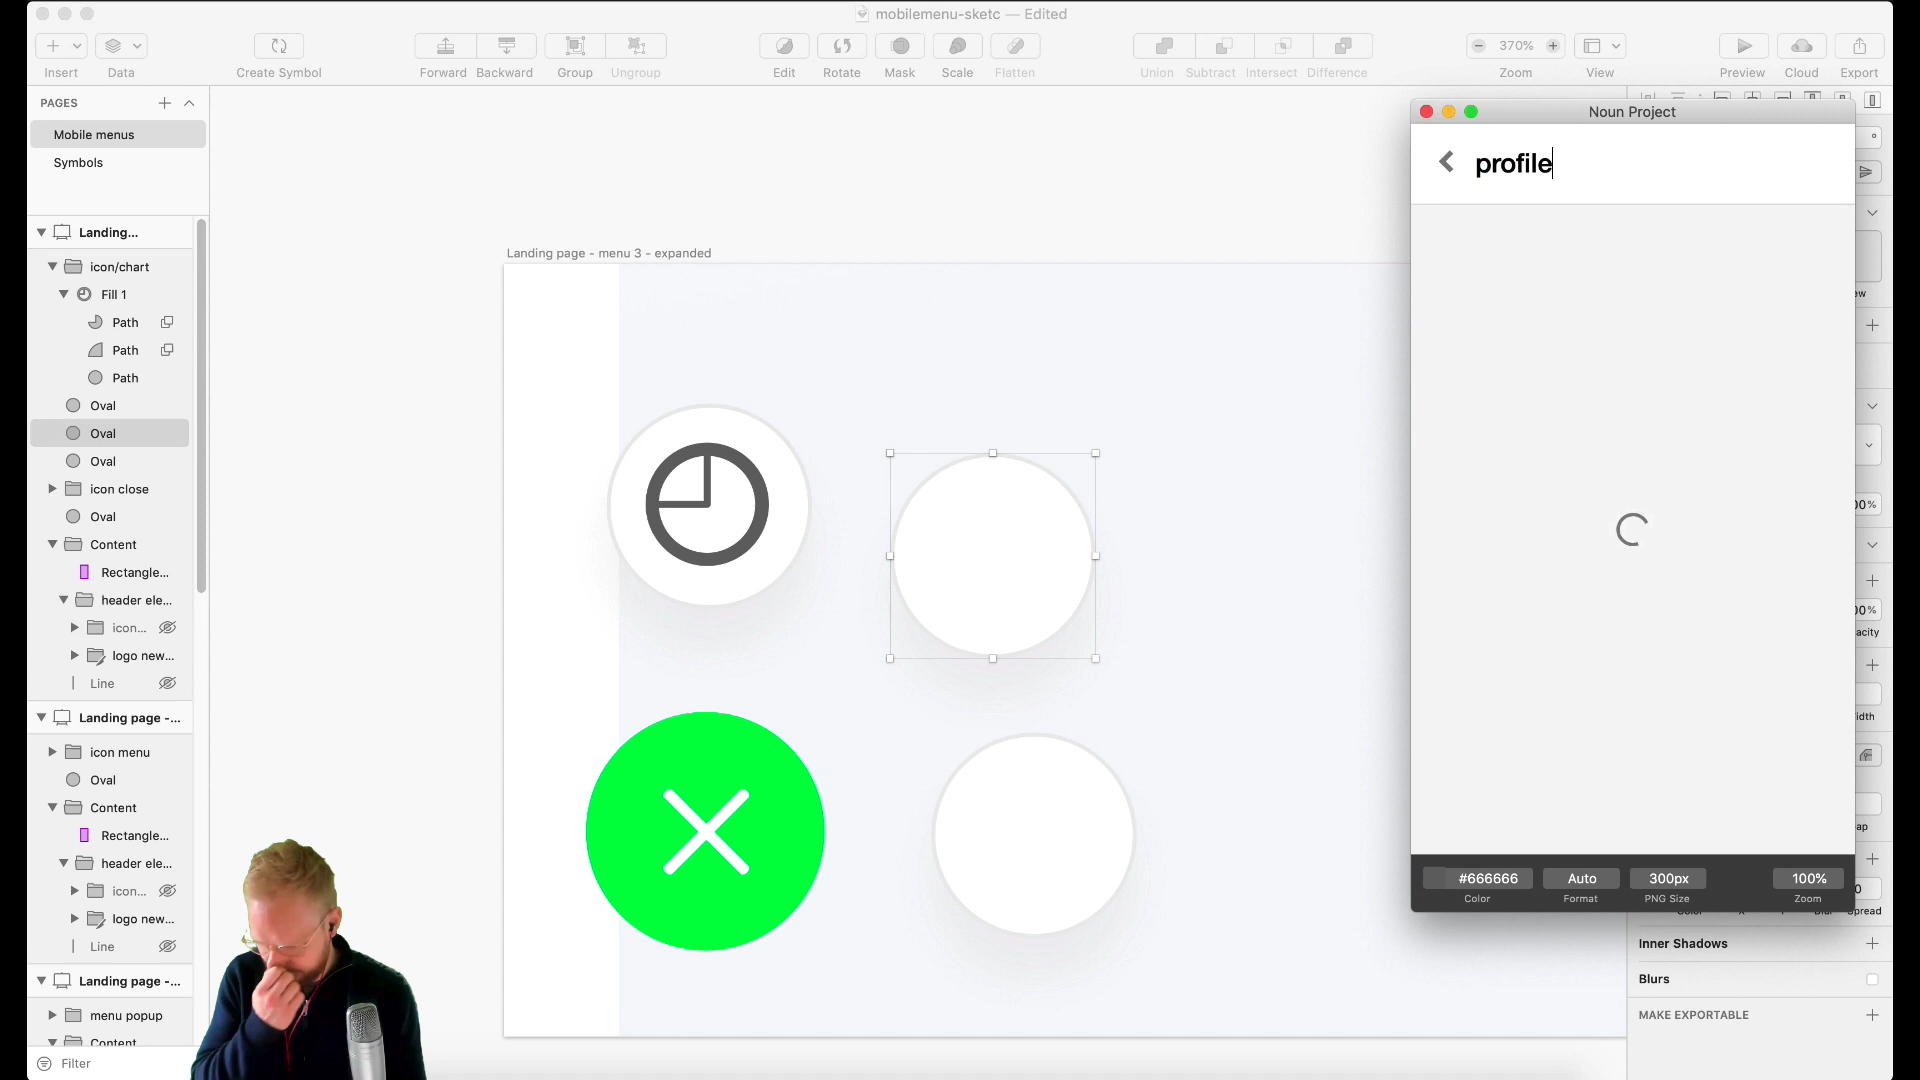 mobilemenu-sketc — Edited
Insert
Data
Create Symbol
Forward
Backward
Group
Ungroup
Edit
Rotate
Mask
Scale
Flatten
Union
Subtract
Intersect
Difference
370%
Zoom
View
Preview
Cloud
Export
PAGES
Mobile menus
Symbols
Landing...
icon/chart
Fill 1
Path
Path
Path
Oval
Oval
Oval
icon close
Oval
Content
Rectangle...
header ele...
icon...
logo new...
Line
Landing page -...
icon menu
Oval
Content
Rectangle...
header ele...
icon...
logo new...
Line
Landing page -...
menu popup
Content
Filter
Landing page - menu 3 - expanded
Noun Project
profile
#666666
Color
Auto
Format
300px
PNG Size
100%
Zoom
Spread
Inner Shadows
Blurs
MAKE EXPORTABLE